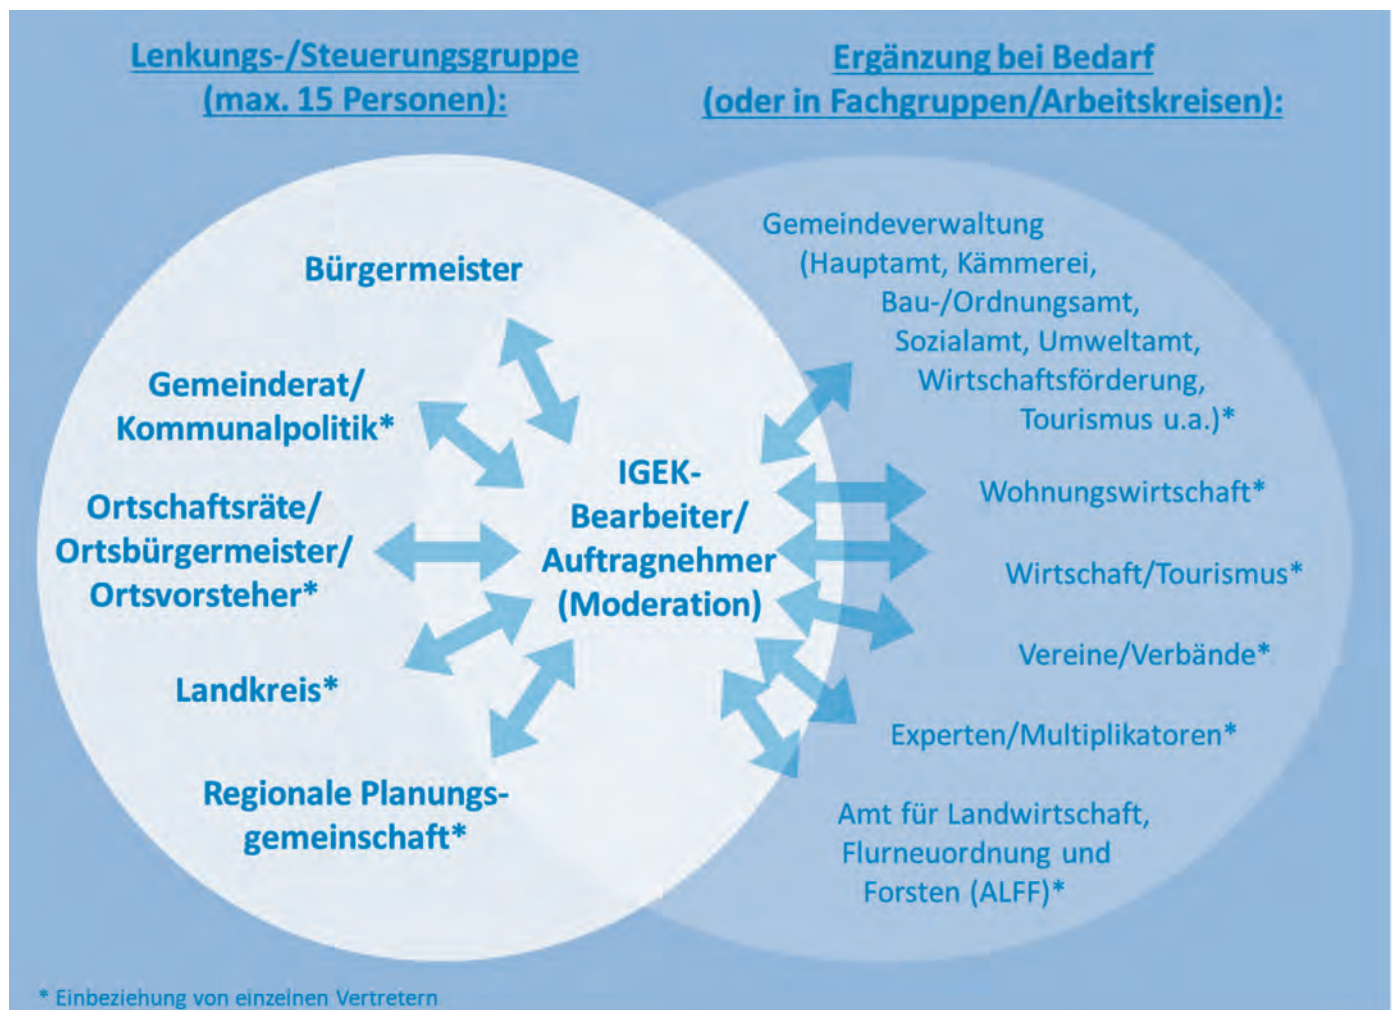 Lenkungs-/Steuerungsgruppe
(max. 15 Personen):
Ergänzung bei Bedarf
(oder in Fachgruppen/Arbeitskreisen):
Bürgermeister
Gemeinderat/
Kommunalpolitik*
Ortschaftsräte/
Ortsbürgermeister/
Ortsvorsteher*
Landkreis*
Regionale Planungs-
gemeinschaft*
IGEK-
Bearbeiter/
Auftragnehmer
(Moderation)
Gemeindeverwaltung
(Hauptamt, Kämmerei,
Bau-/Ordnungsamt,
Sozialamt, Umweltamt,
Wirtschaftsförderung,
Tourismus u.a.)*
Wohnungswirtschaft*
Wirtschaft/Tourismus*
Vereine/Verbände*
Experten/Multiplikatoren*
Amt für Landwirtschaft,
Flurneuordnung und
Forsten (ALFF)*
* Einbeziehung von einzelnen Vertretern